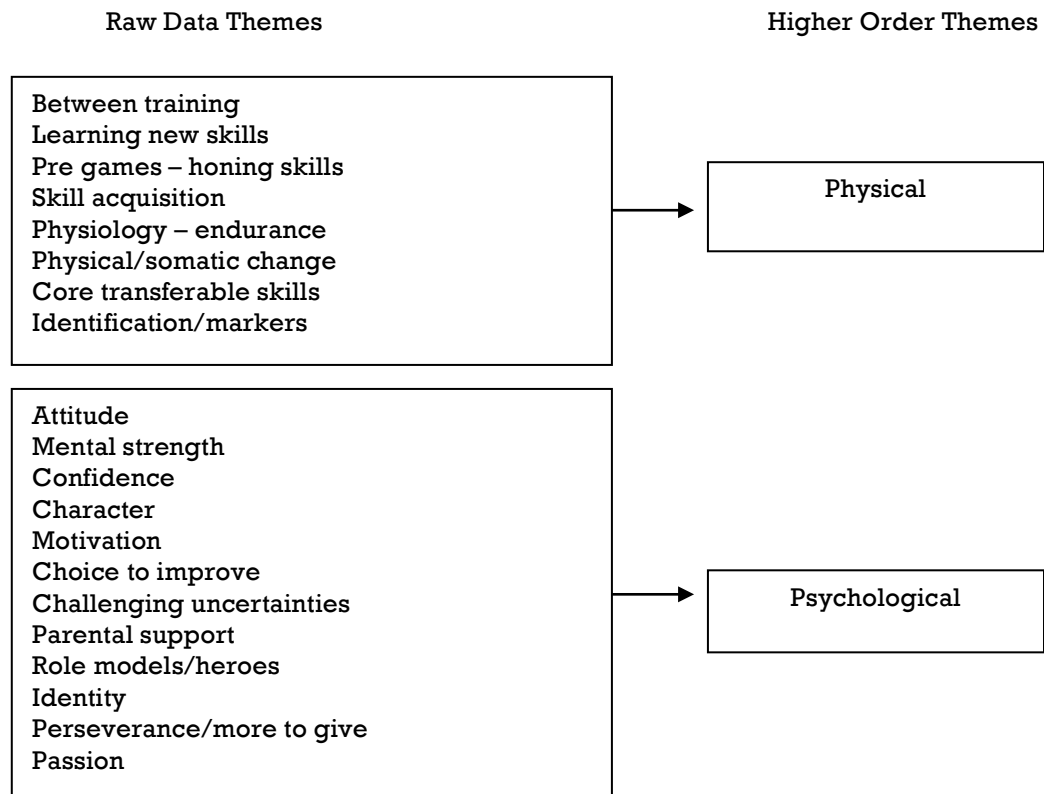 Raw Data Themes
Higher Order Themes
Between training
Learning new skills
Pre games – honing skills
Skill acquisition
Physiology – endurance
Physical/somatic change
Core transferable skills
Identification/markers
Physical
Attitude
Mental strength
Confidence
Character
Motivation
Choice to improve
Challenging uncertainties
Parental support
Role models/heroes
Identity
Perseverance/more to give
Passion
Psychological